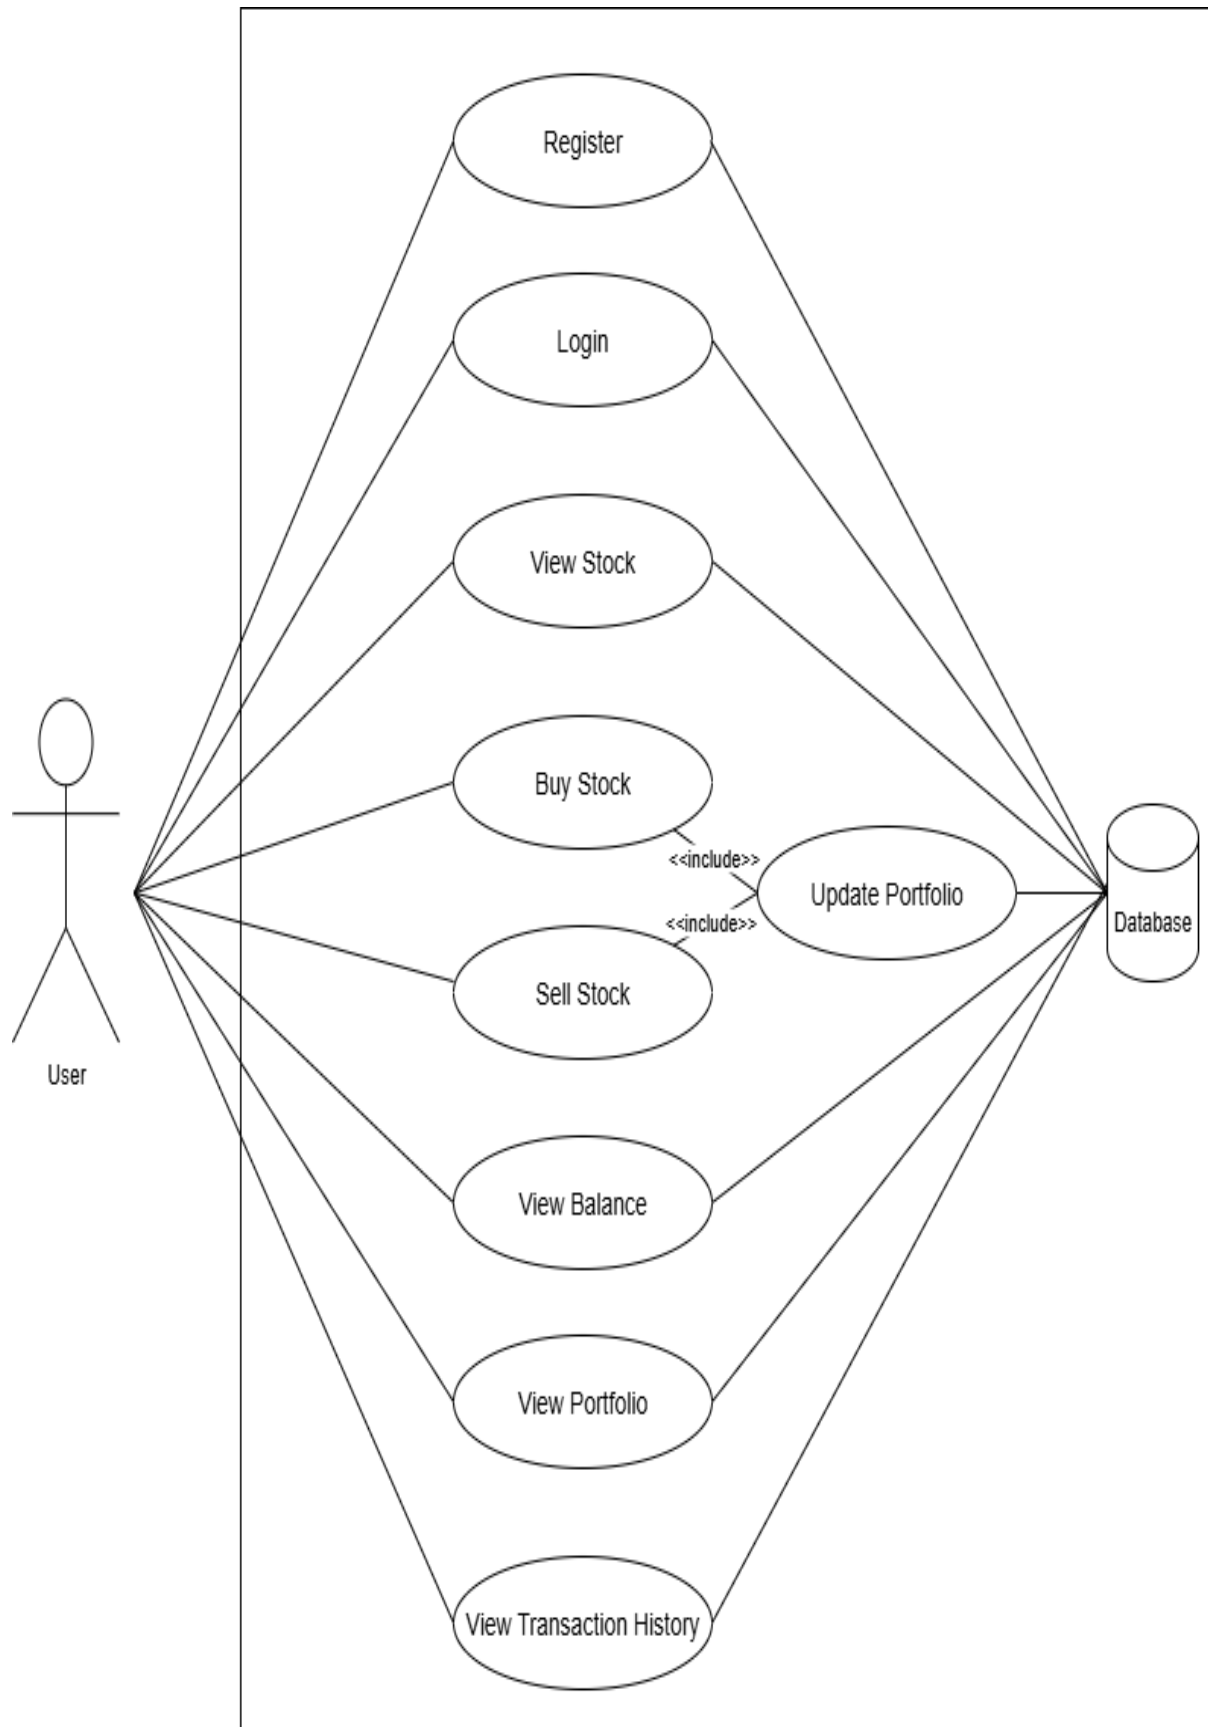 Register
Login
View Stock
Buy Stock
<<include>>
Update Portfolio
<<include>>
Database
Sell Stock
User
View Balance
View Portfolio
View Transaction History